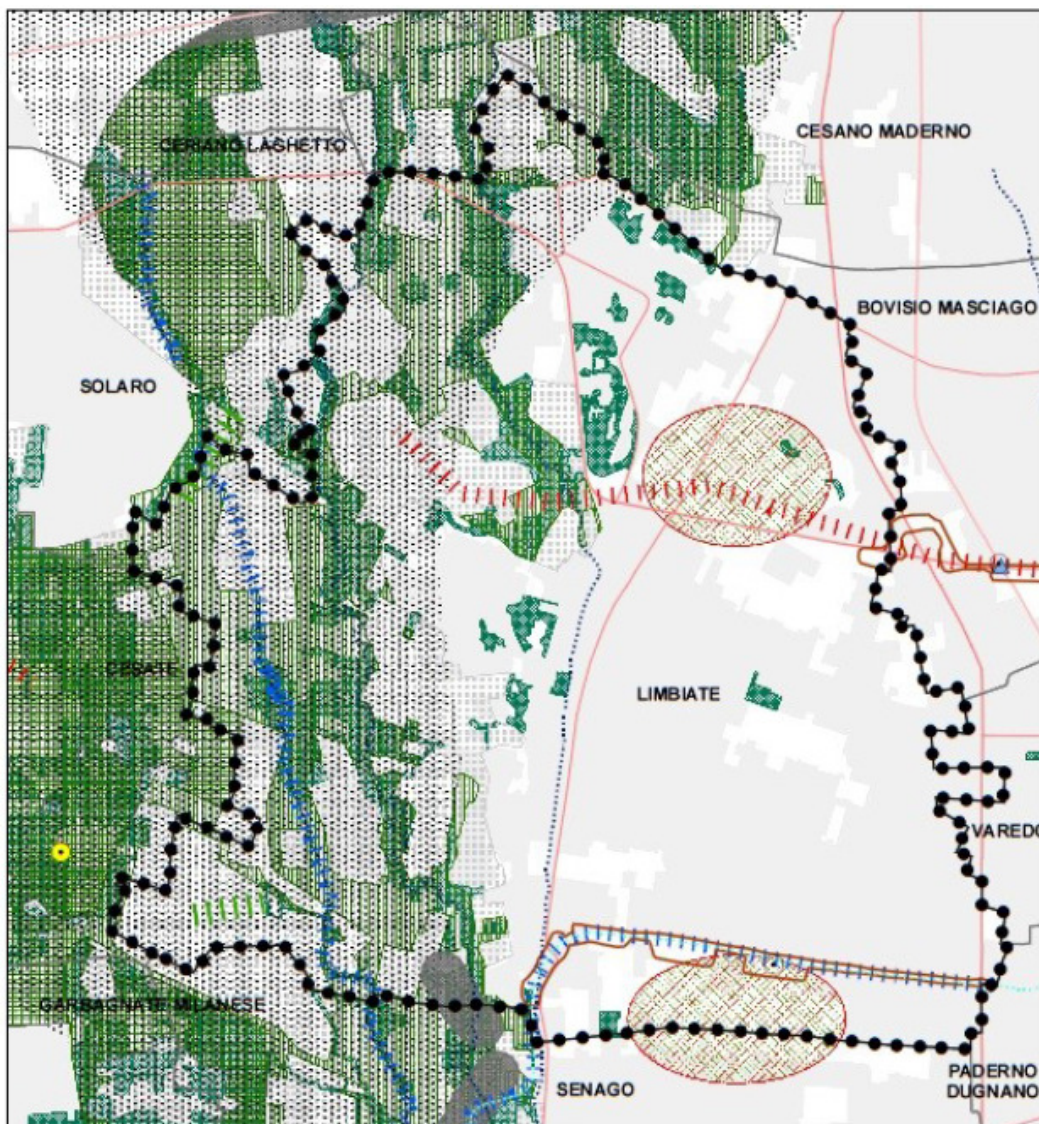 CESANO MADERNO
CERIANO LAGHETTO
BOVISIO MASCIAGO
SOLARO
CESATE
LIMBIATE
VAREDO
GARBAGNATE MILANESE
SENAGO
PADERNO
DUGNANO